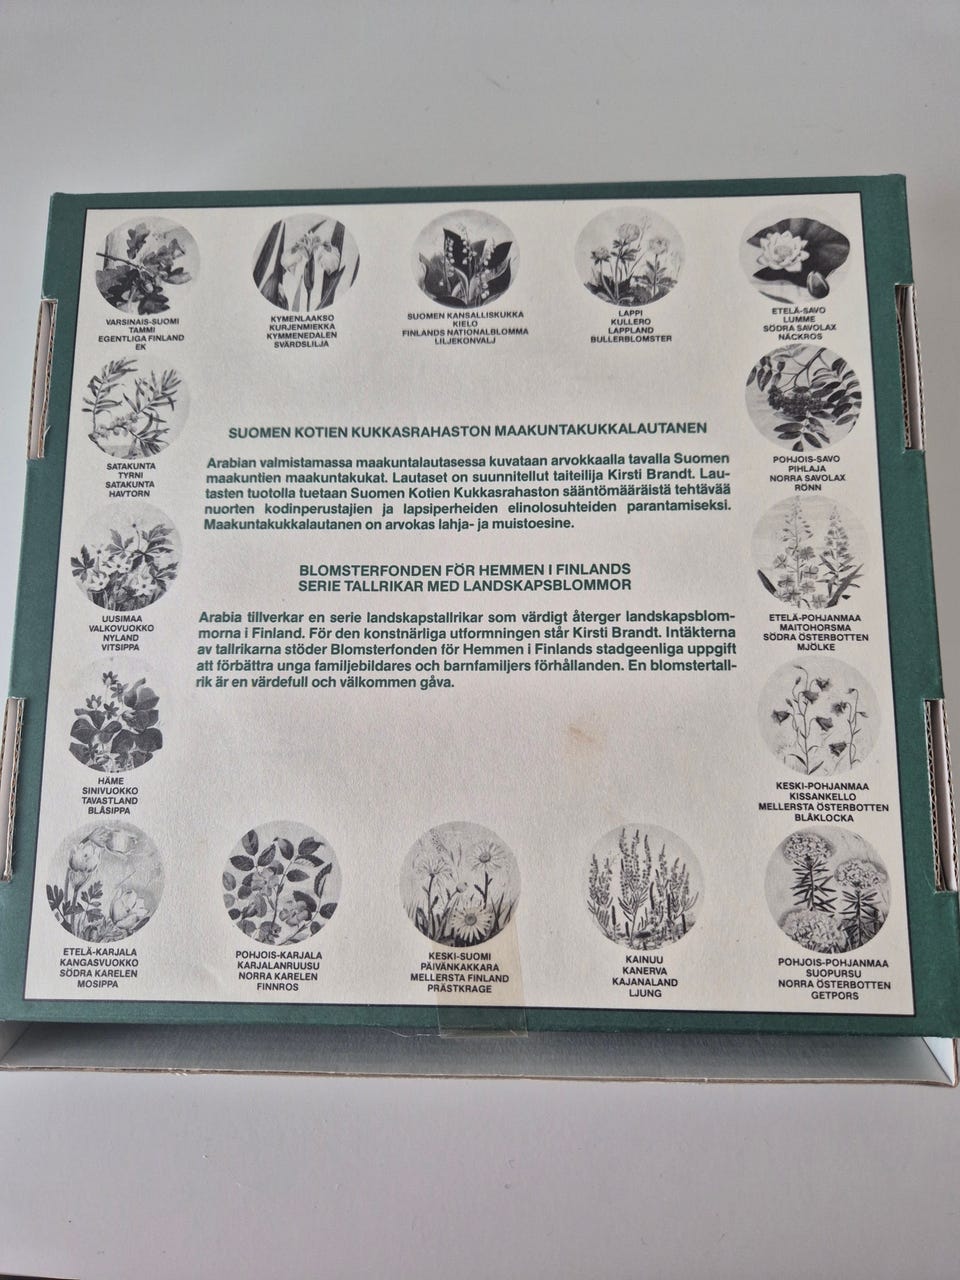 VARSINAIS-SUOMI
TAMMI
EGENTLIGA FINLAND
EK
KYMENLAAKSO
KURJENMIEKKA
KYMMENEDALEN
SVÄRDSLILJA
SUOMEN KANSALLISKUKKA
KIELO
FINLANDS NATIONALBLOMMA
LILJEKONVALJ
LAPPI
KULLERO
LAPPLAND
BULLERBLOMSTER
ETELÄ-SAVO
LUMME
SÖDRA SAVOLAX
NÄCKROS
SATAKUNTA
TYRNI
SATAKUNTA
HAVTORN
POHJOIS-SAVO
PIHLAJA
NORRA SAVOLAX
RÖNN
SUOMEN KOTIEN KUKKASRAHASTON MAAKUNTAKUKKALAUTANEN
Arabian valmistamassa maakuntalautasessa kuvataan arvokkaalla tavalla Suomen
maakuntien maakuntakukat. Lautaset on suunnitellut taiteilija Kirsti Brandt. Lau-
tasten tuotolla tuetaan Suomen Kotien Kukkasrahaston sääntömääräistä tehtävää
nuorten kodinperustajien ja lapsiperheiden elinolosuhteiden parantamiseksi.
Maakuntakukkalautanen on arvokas lahja- ja muistoesine.
BLOMSTERFONDEN FÖR HEMMEN I FINLANDS
SERIE TALLRIKAR MED LANDSKAPSBLOMMOR
Arabia tillverkar en serie landskapstallrikar som värdigt återger landskapsblom-
morna i Finland. För den konstnärliga utformningen står Kirsti Brandt. Intäkterna
av tallrikarna stöder Blomsterfonden för Hemmen i Finlands stadgeenliga uppgift
att förbättra unga familjebildares och barnfamiljers förhållanden. En blomstertall-
rik är en värdefull och välkommen gåva.
UUSIMAA
VALKOVUOKKO
NYLAND
VITSIPPA
ETELÄ-POHJANMAA
MAITOHORSMA
SÖDRA ÖSTERBOTTEN
MJÖLKE
HÄME
SINIVUOKKO
TAVASTLAND
BLÅSIPPA
KESKI-POHJANMAA
KISSANKELLO
MELLERSTA ÖSTERBOTTEN
BLÅKLOCKA
ETELÄ-KARJALA
KANGASVUOKKO
SÖDRA KARELEN
MOSIPPA
POHJOIS-KARJALA
KARJALANRUUSU
NORRA KARELEN
FINNROS
KESKI-SUOMI
PÄIVÄNKAKKARA
MELLERSTA FINLAND
PRÄSTKRAGE
KAINUU
KANERVA
KAJANALAND
LJUNG
POHJOIS-POHJANMAA
SUOPURSU
NORRA ÖSTERBOTTEN
GETPORS